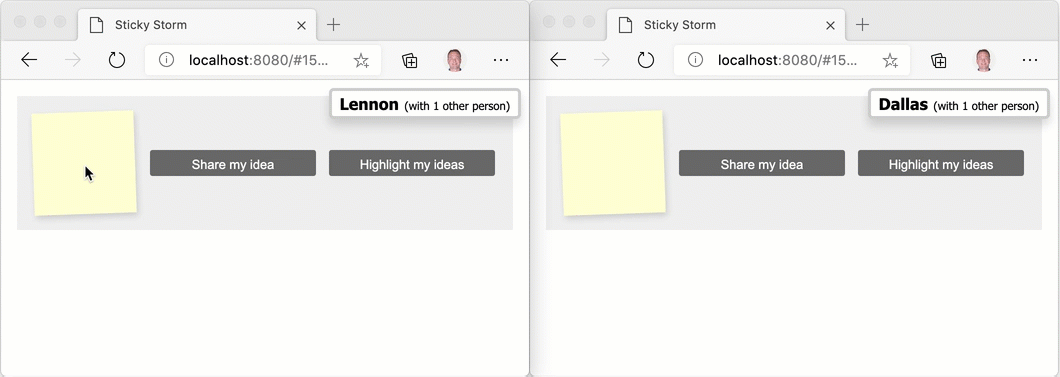 Sticky Storm
localhost:8080/#15...
Lennon (with 1 other person)
Share my idea
Highlight my ideas
Sticky Storm
localhost:8080/#15...
Dallas (with 1 other person)
Share my idea
Highlight my ideas